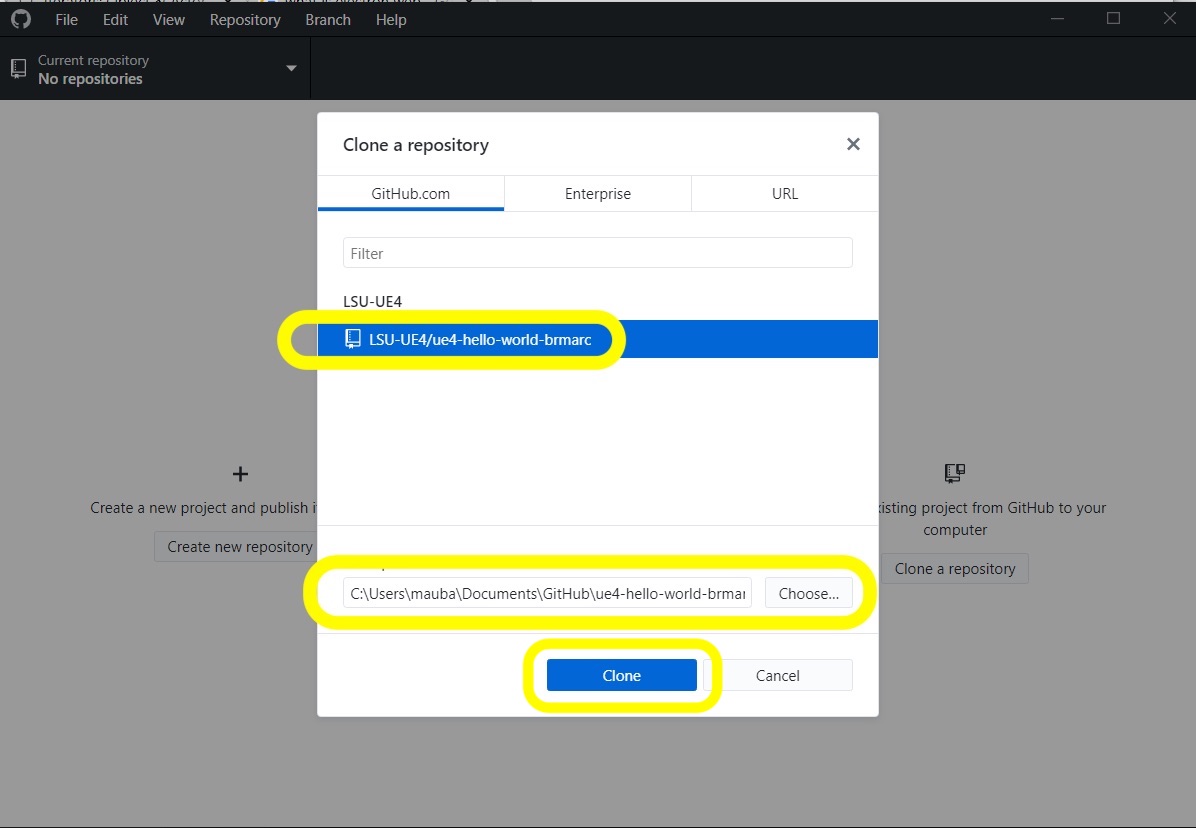 File Edit View Repository Branch Help
Current repository
No repositories
Clone a repository
GitHub.com Enterprise URL
Filter
LSU-UE4
LSU-UE4/ue4-hello-world-brmarc
Create a new project and publish i
Create new repository
xisting project from GitHub to your
computer
Clone a repository
C:\Users\mauba\Documents\GitHub\ue4-hello-world-brmar
Choose...
Clone Cancel